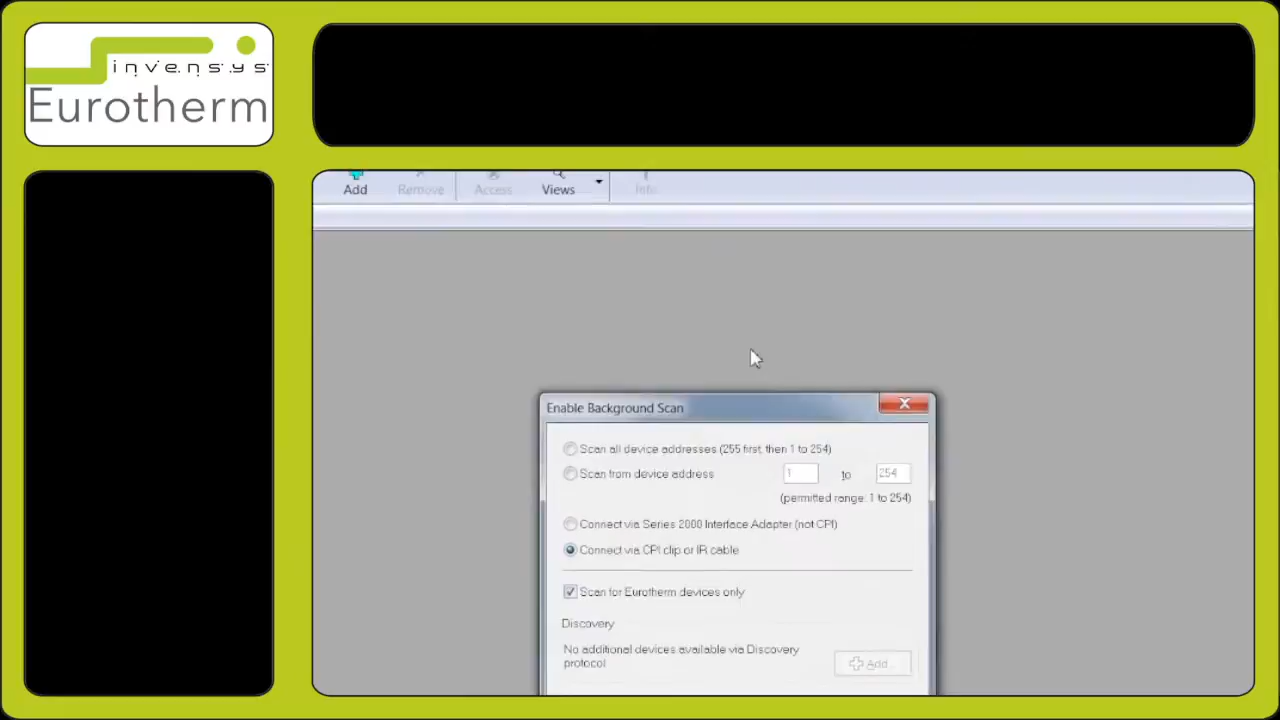 invensys
Eurotherm
Add
Remove
Access
Views
Info
Enable Background Scan
Scan all device addresses (255 first, then 1 to 254)
Scan from device address 1 to 254
(permitted range: 1 to 254)
Connect via Series 2000 Interface Adapter (not CPI)
Connect via CPI clip or IR cable
Scan for Eurotherm devices only
Discovery
No additional devices available via Discovery
protocol
Add...